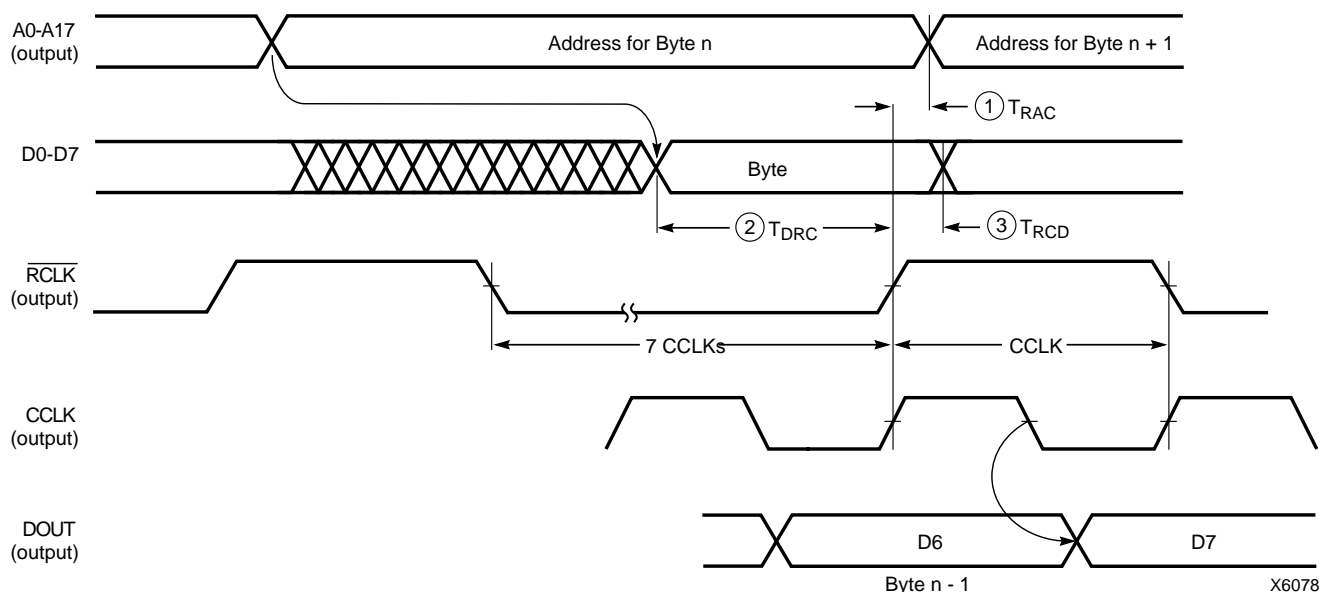 A0-A17
(output)
Address for Byte n
Address for Byte n + 1
1 TRAC
D0-D7
Byte
2 TDRC
3 TRCD
RCLK
(output)
7 CCLKs
CCLK
CCLK
(output)
DOUT
(output)
D6
D7
Byte n - 1
X6078